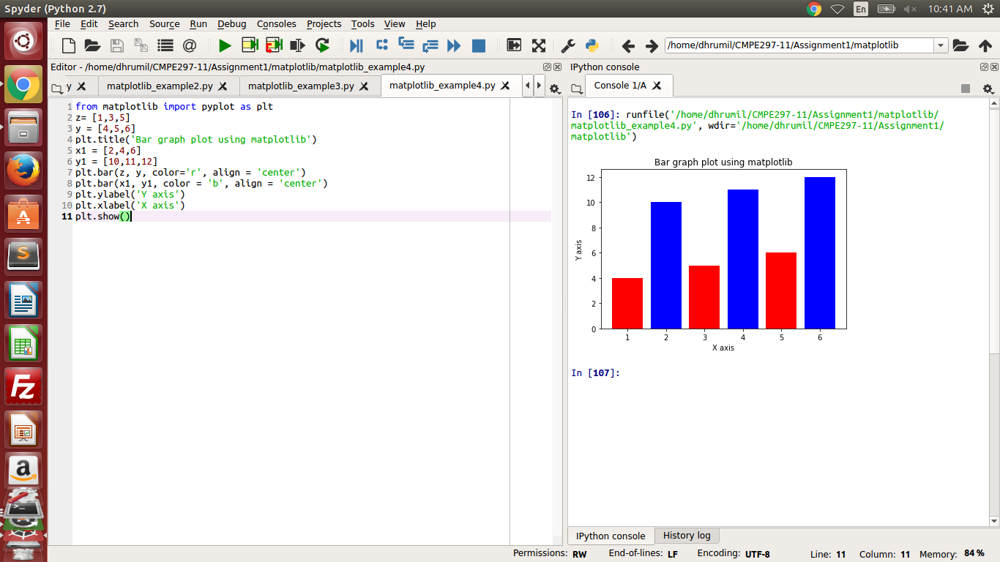 Spyder (Python 2.7)
En
10:41 AM
File Edit Search Source Run Debug Consoles Projects Tools View Help
@
/home/dhrumil/CMPE297-11/Assignment1/matplotlib
Editor - /home/dhrumil/CMPE297-11/Assignment1/matplotlib/matplotlib_example4.py
y matplotlib_example2.py matplotlib_example3.py matplotlib_example4.py
1 from matplotlib import pyplot as plt
2 z= [1,3,5]
3 y = [4,5,6]
4 plt.title('Bar graph plot using matplotlib')
5 x1 = [2,4,6]
6 y1 = [10,11,12]
7 plt.bar(z, y, color='r', align = 'center')
8 plt.bar(x1, y1, color = 'b', align = 'center')
9 plt.ylabel('Y axis')
10 plt.xlabel('X axis')
11 plt.show()
IPython console
Console 1/A
In [106]: runfile('/home/dhrumil/CMPE297-11/Assignment1/matplotlib/
matplotlib_example4.py', wdir='/home/dhrumil/CMPE297-11/Assignment1/
matplotlib')
Bar graph plot using matplotlib
12
10
8
6
4
2
0
Y axis
1 2 3 4 5 6
X axis
In [107]:
IPython console History log
Permissions: RW End-of-lines: LF Encoding: UTF-8 Line: 11 Column: 11 Memory: 84 %
A
S
Fz
a